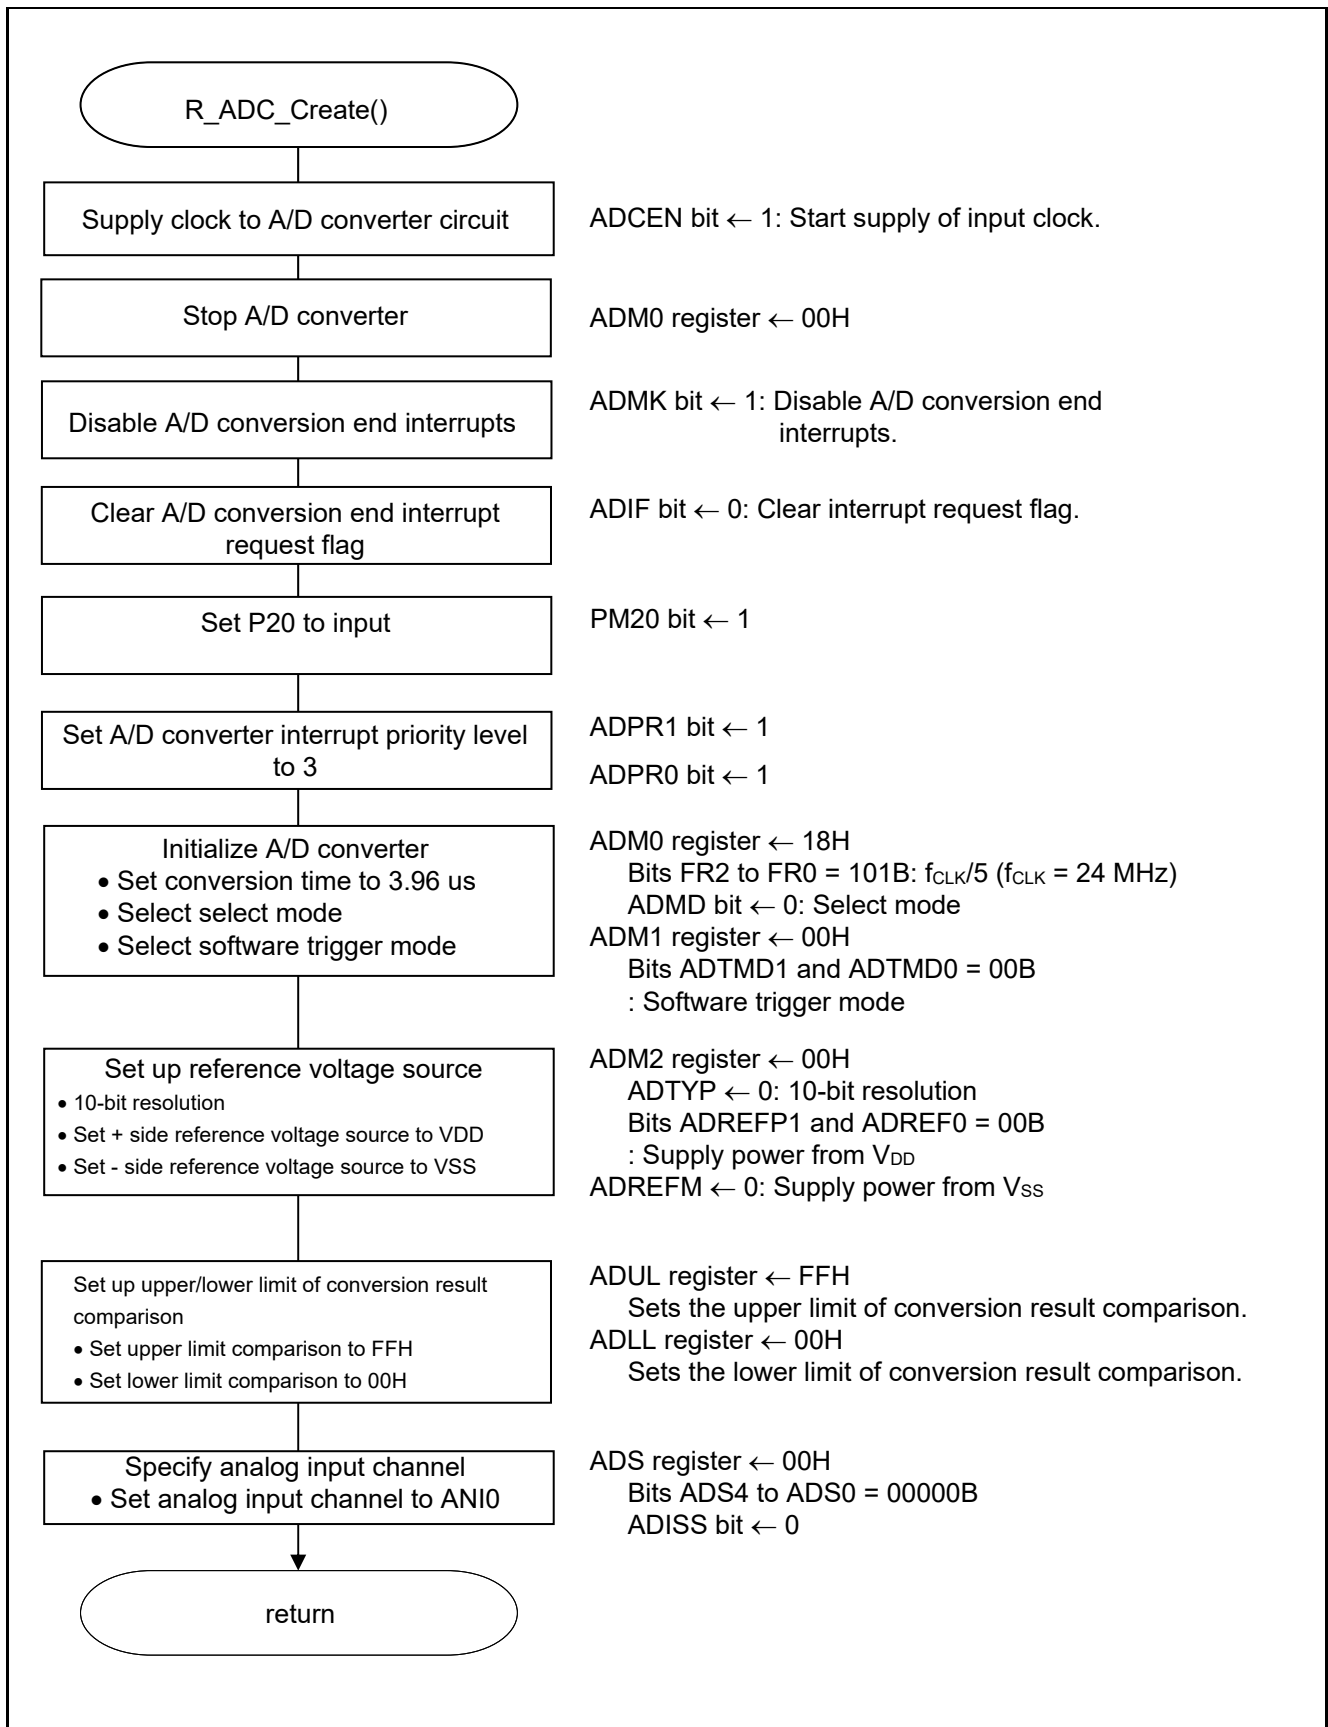 R_ADC_Create()
Supply clock to A/D converter circuit
ADCEN bit ← 1: Start supply of input clock.
Stop A/D converter
ADM0 register ← 00H
Disable A/D conversion end interrupts
ADMK bit ← 1: Disable A/D conversion end
interrupts.
Clear A/D conversion end interrupt
request flag
ADIF bit ← 0: Clear interrupt request flag.
Set P20 to input
PM20 bit ← 1
Set A/D converter interrupt priority level
to 3
ADPR1 bit ← 1
ADPR0 bit ← 1
Initialize A/D converter
• Set conversion time to 3.96 us
• Select select mode
• Select software trigger mode
ADM0 register ← 18H
Bits FR2 to FR0 = 101B: fCLK/5 (fCLK = 24 MHz)
ADMD bit ← 0: Select mode
ADM1 register ← 00H
Bits ADTMD1 and ADTMD0 = 00B
: Software trigger mode
Set up reference voltage source
• 10-bit resolution
• Set + side reference voltage source to VDD
• Set - side reference voltage source to VSS
ADM2 register ← 00H
ADTYP ← 0: 10-bit resolution
Bits ADREFP1 and ADREF0 = 00B
: Supply power from VDD
ADREFM ← 0: Supply power from VSS
Set up upper/lower limit of conversion result
comparison
• Set upper limit comparison to FFH
• Set lower limit comparison to 00H
ADUL register ← FFH
Sets the upper limit of conversion result comparison.
ADLL register ← 00H
Sets the lower limit of conversion result comparison.
Specify analog input channel
• Set analog input channel to ANI0
ADS register ← 00H
Bits ADS4 to ADS0 = 00000B
ADISS bit ← 0
return